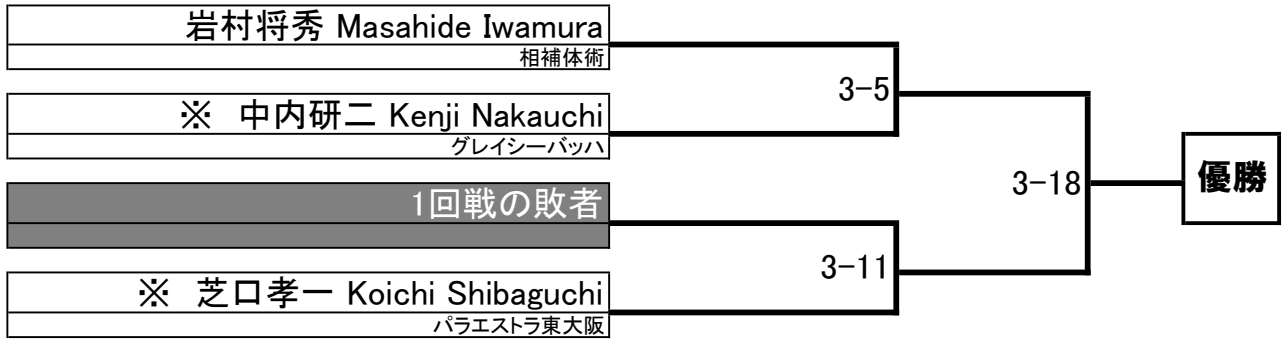 岩村将秀 Masahide Iwamura
相補体術
3-5
※ 中内研二 Kenji Nakauchi
グレイシーバッハ
3-18
優勝
1回戦の敗者
3-11
※ 芝口孝一 Koichi Shibaguchi
パラエストラ東大阪